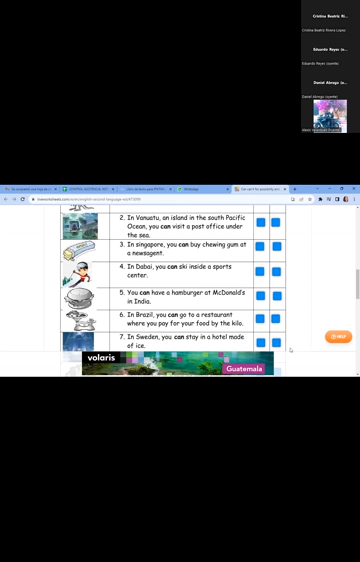 Cristina Beatriz Ri...
Cristina Beatriz Rivera López
Eduardo Reyes (o...
Eduardo Reyes (oyente)
Daniel Abrego (o...
Daniel Abrego (oyente)
WhatsApp
2. In Vanuatu, an island in the south Pacific
Ocean, you can visit a post office under
the sea.
3. In singapore, you can buy chewing gum at
a newsagent.
4. In Dabai, you can ski inside a sports
center.
5. You can have a hamburger at McDonald's
in India.
6. In Brazil, you can go to a restaurant
where you pay for your food by the kilo.
7. In Sweden, you can stay in a hotel made
of ice.
HELP
volaris
Guatemala